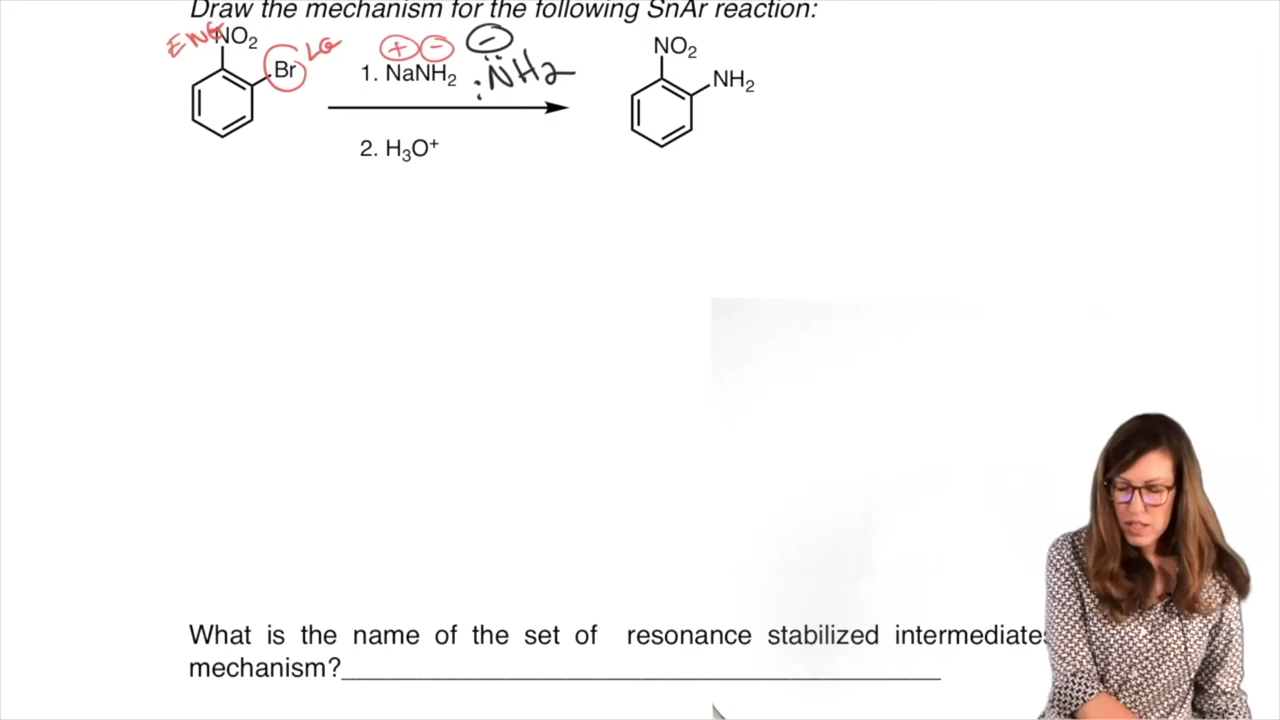 Draw the mechanism for the following SnAr reaction:
EWG NO₂ Br LG
1. NaNH₂ + − :N̈H₂ −
2. H₃O⁺
NO₂
NH₂
What is the name of the set of resonance stabilized intermediates
mechanism?